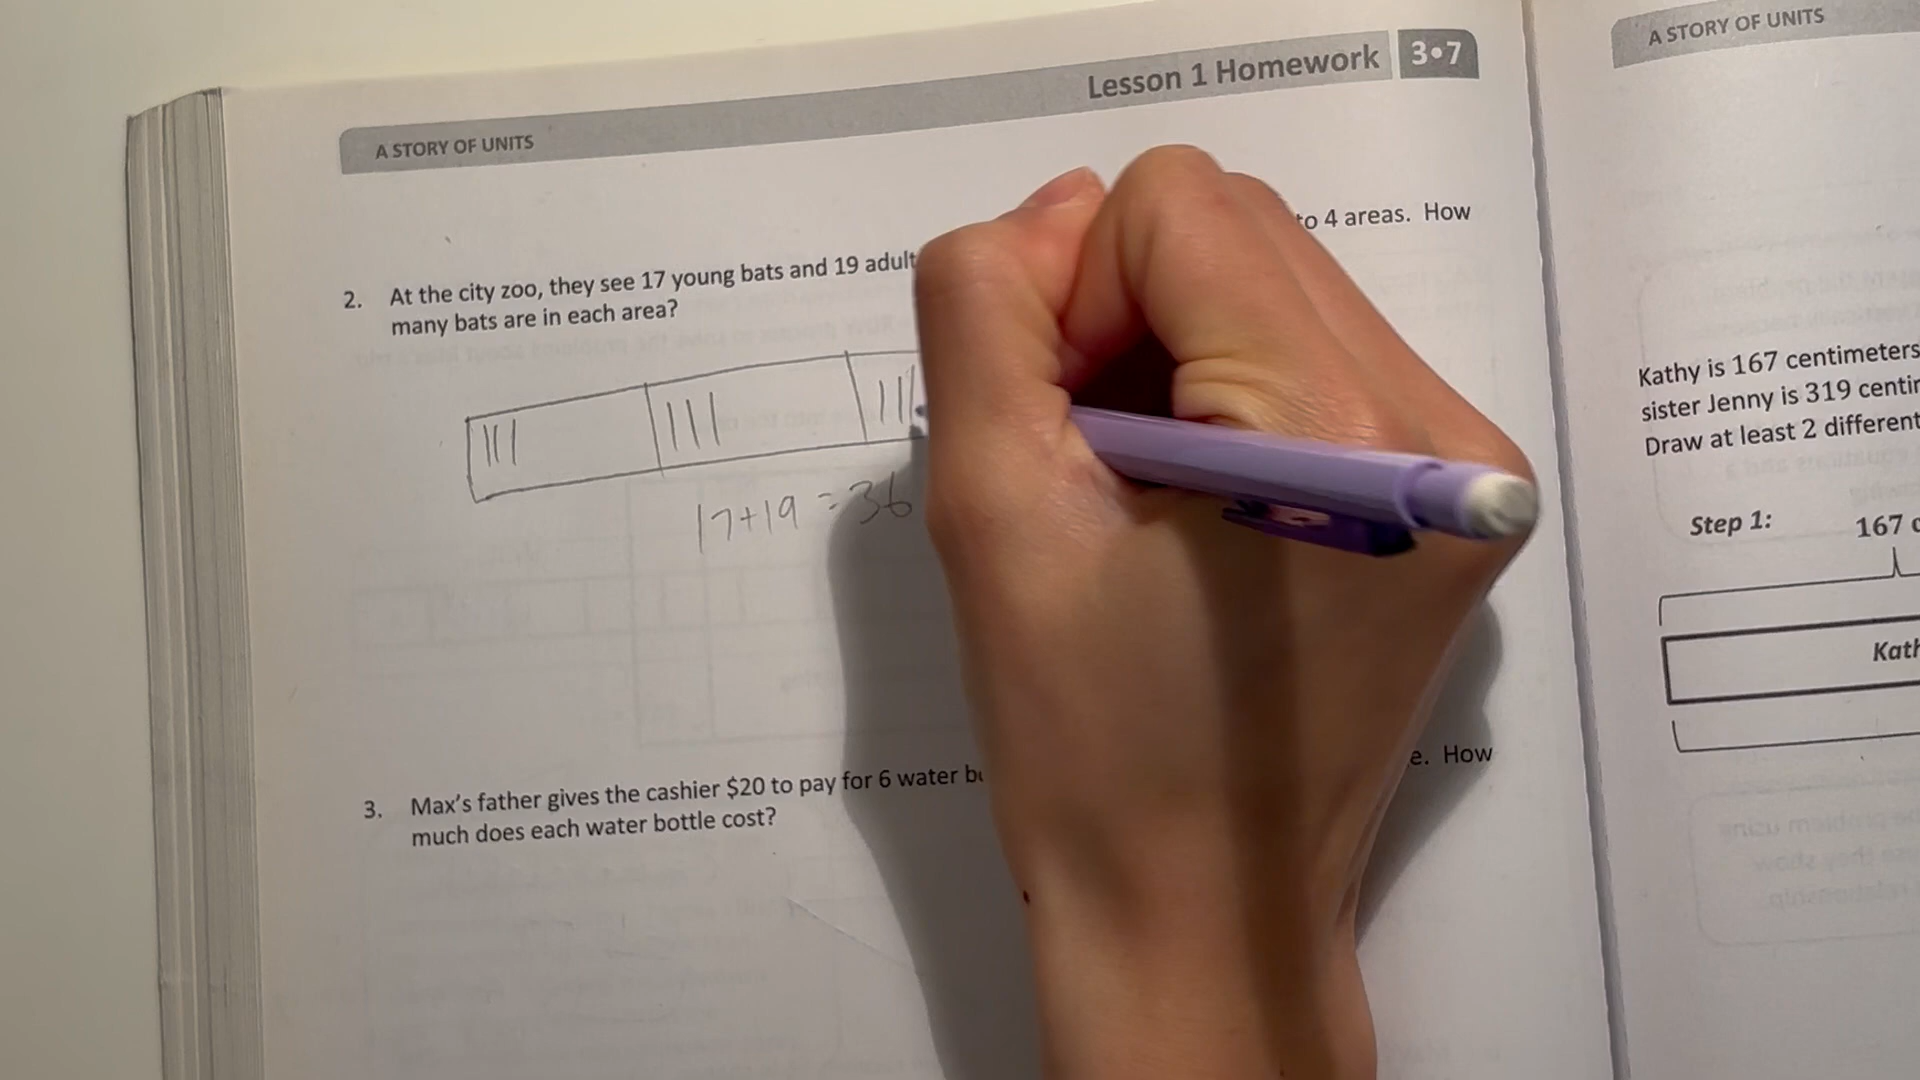 A STORY OF UNITS
Lesson 1 Homework 3•7
2. At the city zoo, they see 17 young bats and 19 adult
to 4 areas. How
many bats are in each area?
17+19 = 36
3. Max's father gives the cashier $20 to pay for 6 water
How
much does each water bottle cost?
A STORY OF UNITS
Kathy is 167 centimeters
sister Jenny is 319
Draw at least 2 different
Step 1:
167